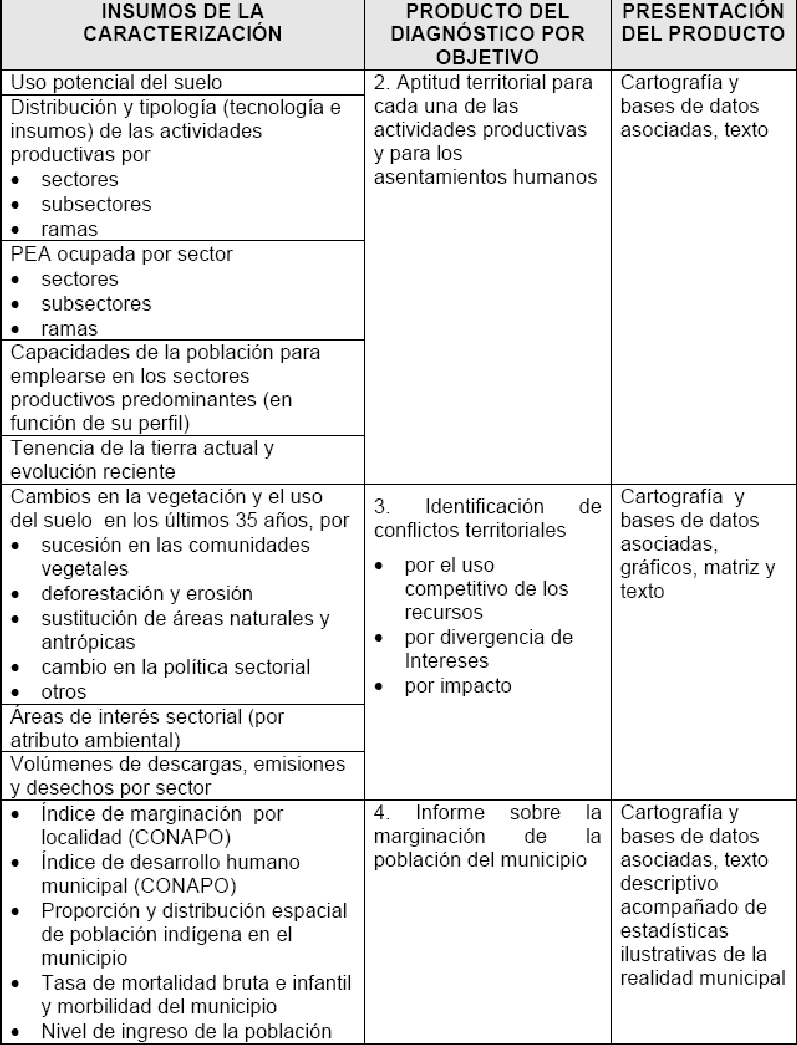 INSUMOS DE LA
CARACTERIZACIÓN
PRODUCTO DEL
DIAGNÓSTICO POR
OBJETIVO
PRESENTACIÓN
DEL PRODUCTO
Uso potencial del suelo
Distribución y tipología (tecnología e
insumos) de las actividades
productivas por
• sectores
• subsectores
• ramas
PEA ocupada por sector
• sectores
• subsectores
• ramas
Capacidades de la población para
emplearse en los sectores
productivos predominantes (en
función de su perfil)
Tenencia de la tierra actual y
evolución reciente
2. Aptitud territorial para
cada una de las
actividades productivas
y para los
asentamientos humanos
Cartografía y
bases de datos
asociadas, texto
Cambios en la vegetación y el uso
del suelo en los últimos 35 años, por
• sucesión en las comunidades
vegetales
• deforestación y erosión
• sustitución de áreas naturales y
antrópicas
• cambio en la política sectorial
• otros
Áreas de interés sectorial (por
atributo ambiental)
Volúmenes de descargas, emisiones
y desechos por sector
3. Identificación de
conflictos territoriales
• por el uso
competitivo de los
recursos
• por divergencia de
Intereses
• por impacto
Cartografía y
bases de datos
asociadas,
gráficos, matriz y
texto
• Índice de marginación por
localidad (CONAPO)
• Índice de desarrollo humano
municipal (CONAPO)
• Proporción y distribución espacial
de población indígena en el
municipio
• Tasa de mortalidad bruta e infantil
y morbilidad del municipio
• Nivel de ingreso de la población
4. Informe sobre la
marginación de la
población del municipio
Cartografía y
bases de datos
asociadas, texto
descriptivo
acompañado de
estadísticas
ilustrativas de la
realidad municipal